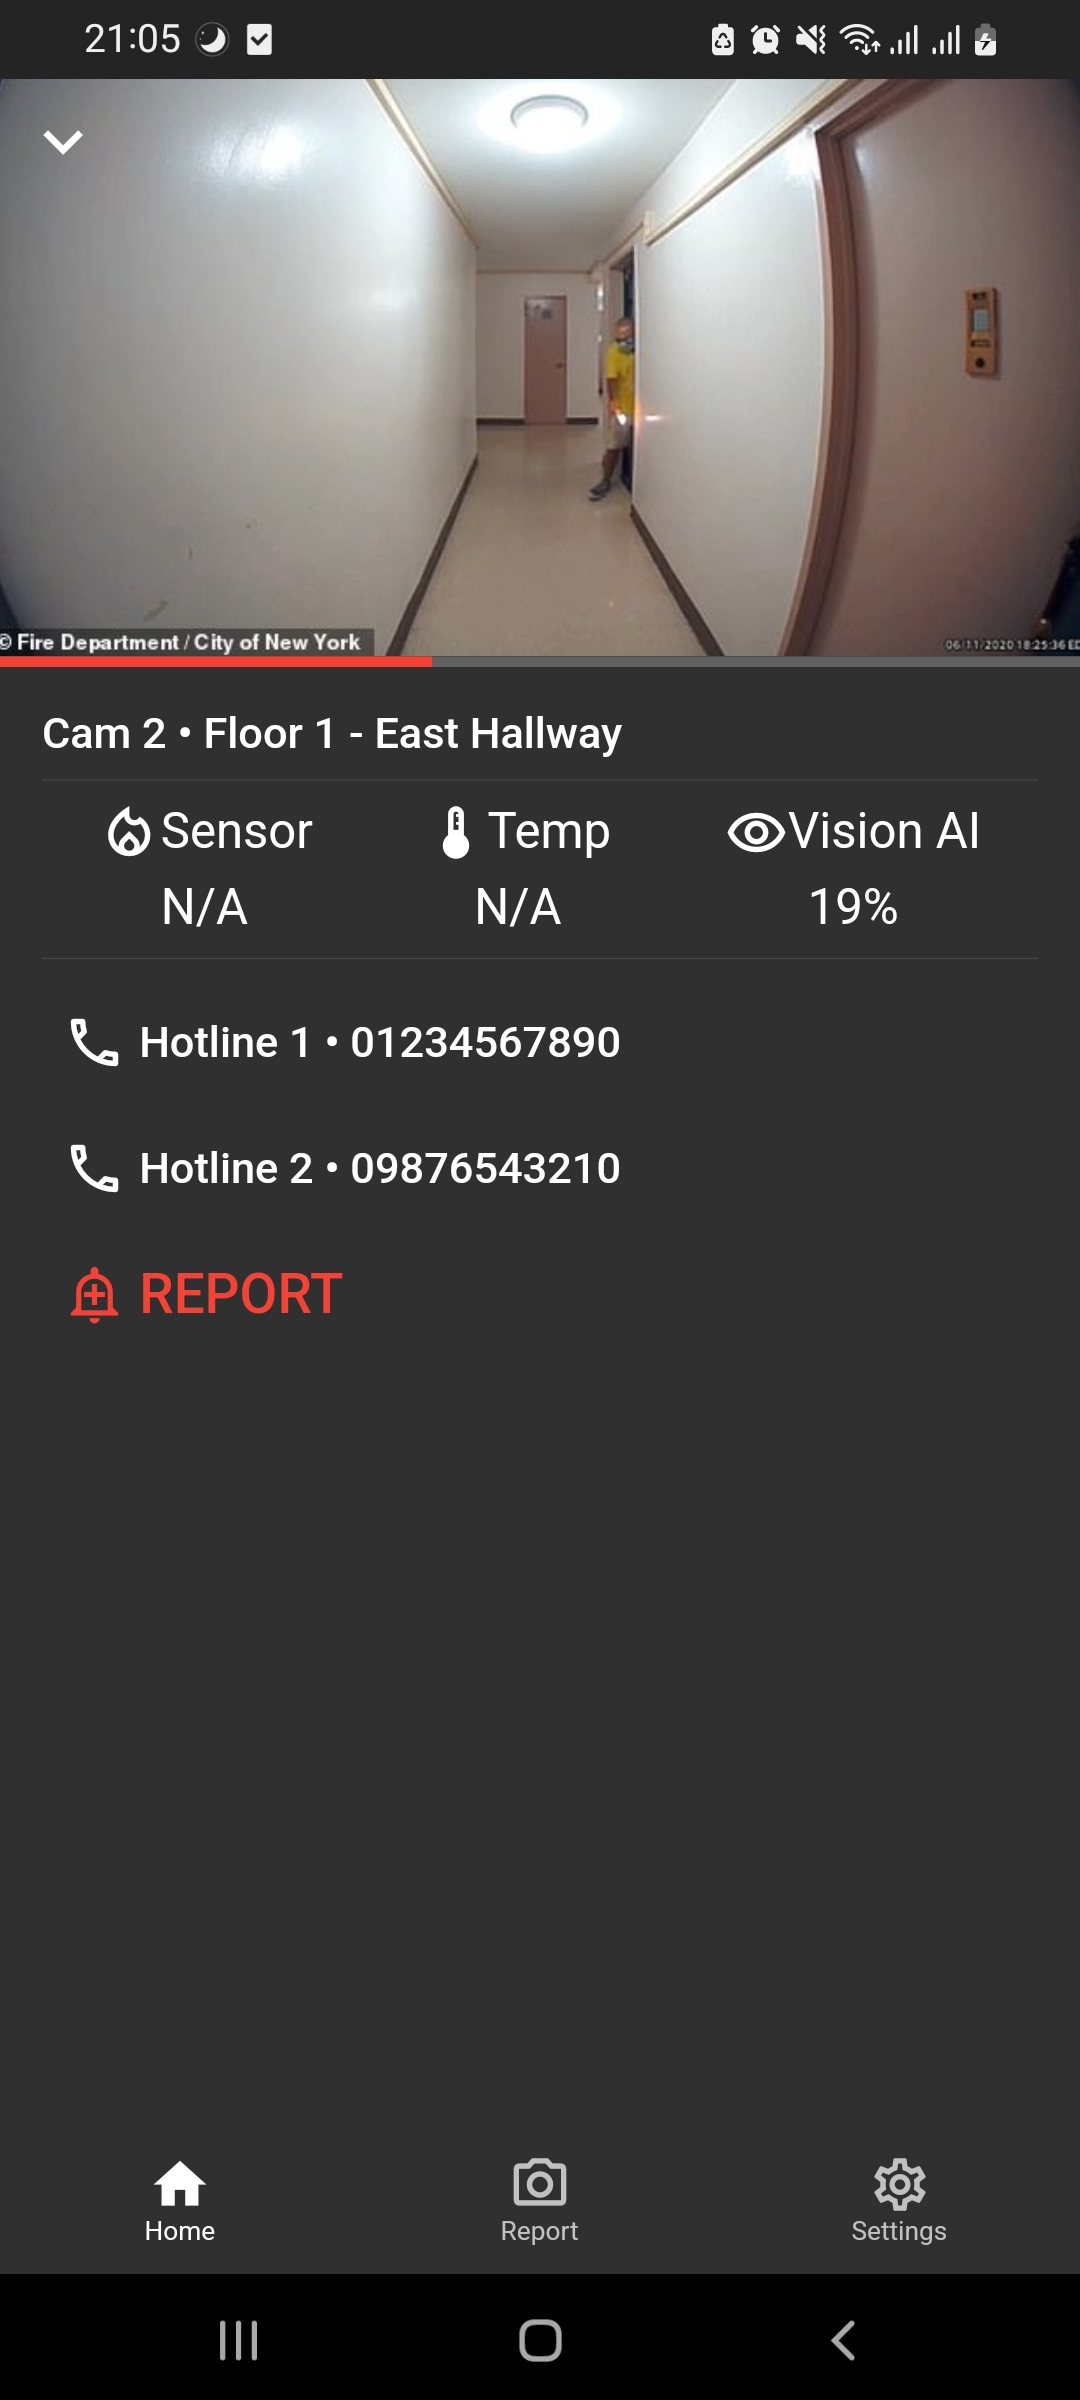 21:05
© Fire Department / City of New York
06/11/2020 18:25:36 ED
Cam 2 • Floor 1 - East Hallway
Sensor Temp Vision AI
N/A N/A 19%
Hotline 1 • 01234567890
Hotline 2 • 09876543210
REPORT
Home Report Settings